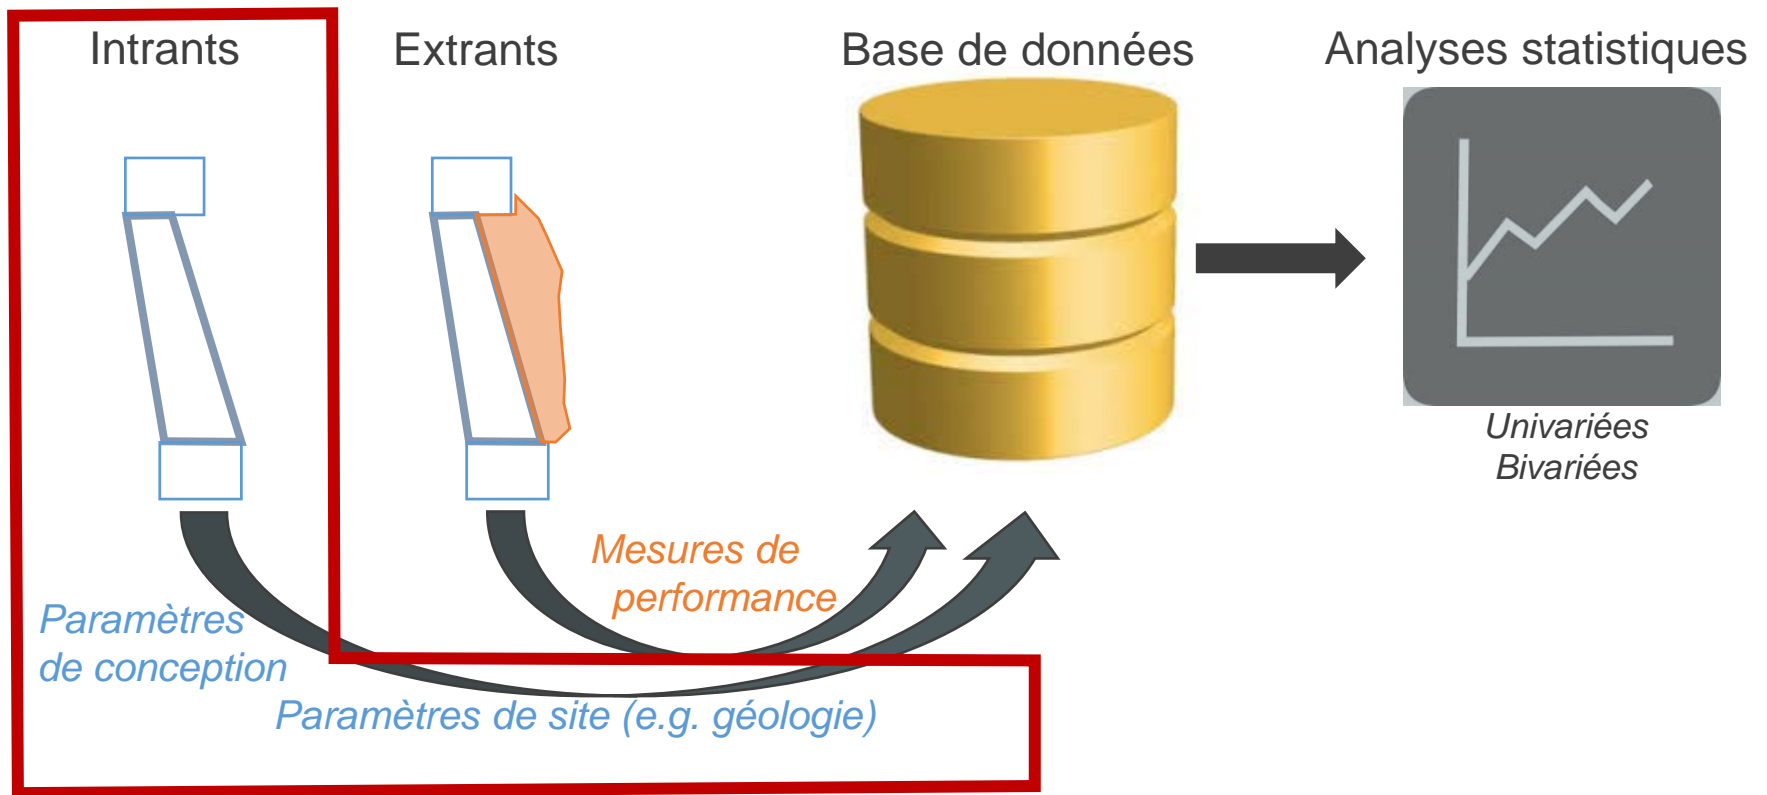 Intrants
Extrants
Base de données
Analyses statistiques
Univariées
Bivariées
Mesures de
performance
Paramètres
de conception
Paramètres de site (e.g. géologie)